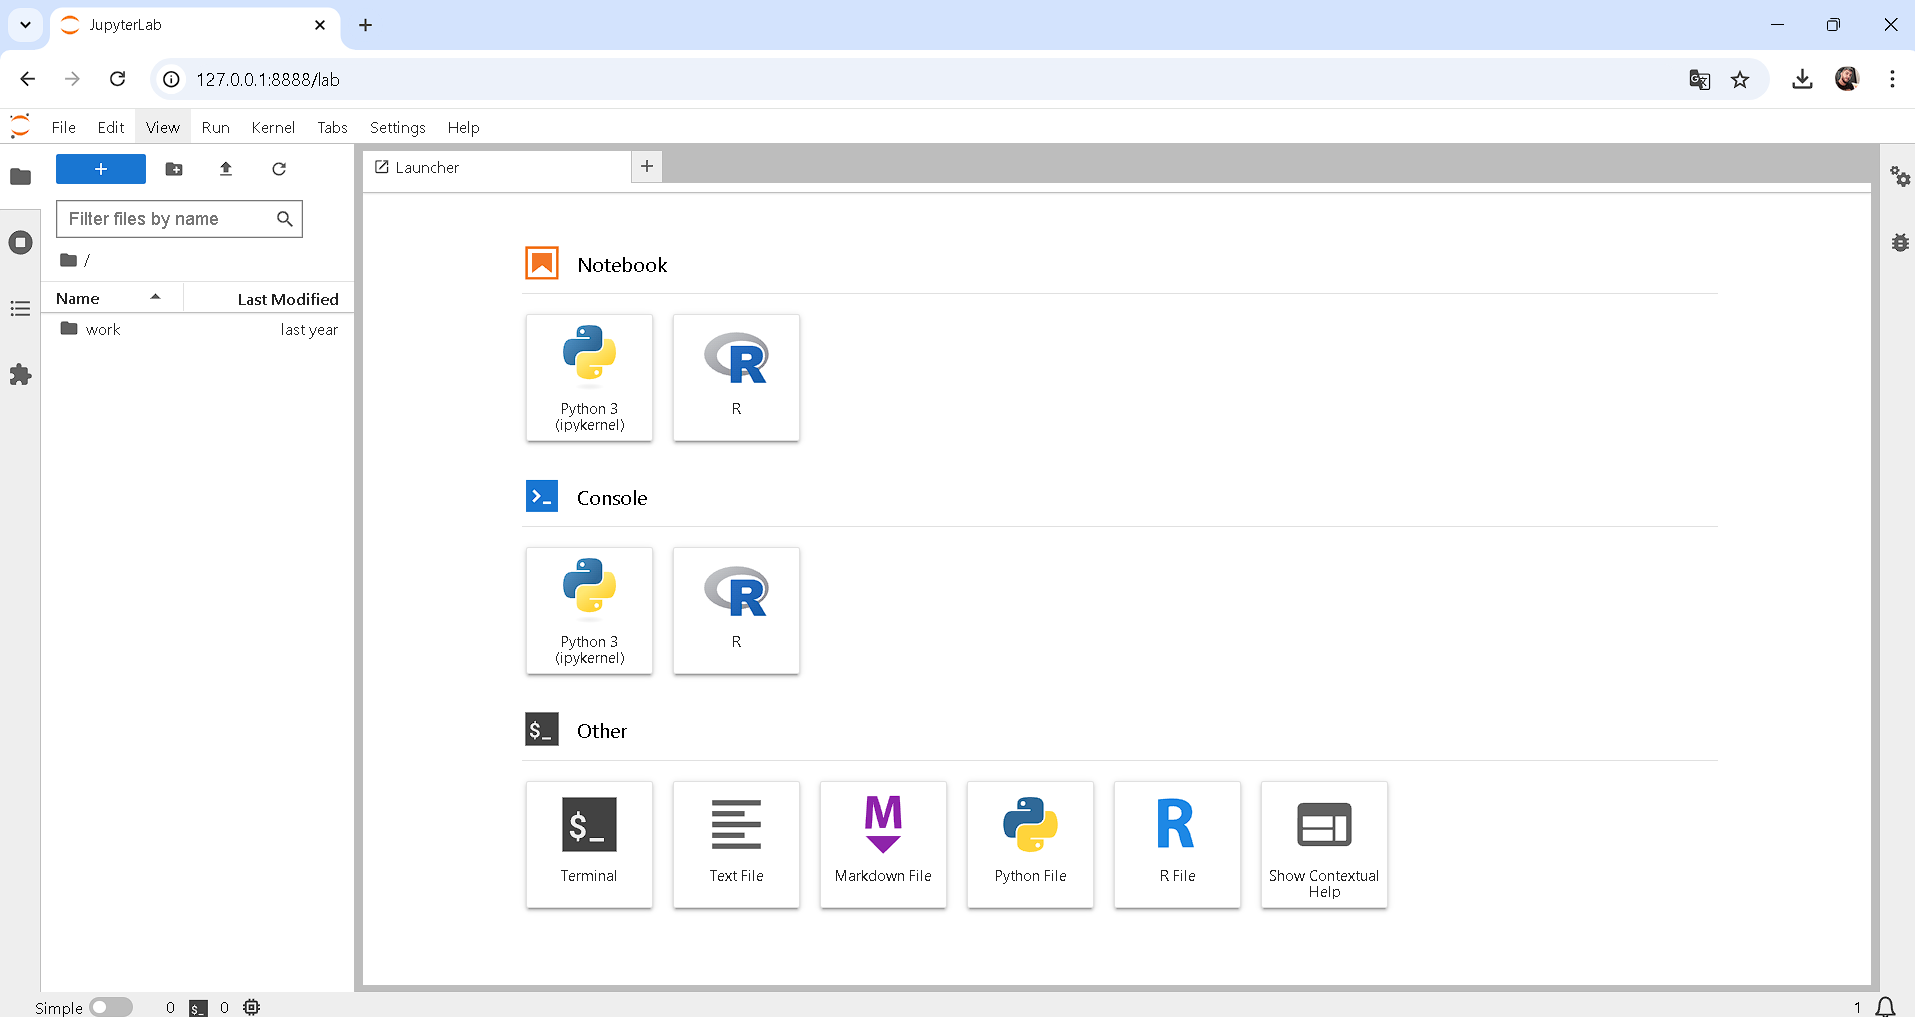 JupyterLab
127.0.0.1:8888/lab
File Edit View Run Kernel Tabs Settings Help
Filter files by name
/
Name Last Modified
work last year
Launcher
Notebook
Python 3
(ipykernel)
R
Console
Python 3
(ipykernel)
R
$_ Other
$_
Terminal
Text File
M
Markdown File
Python File
R
R File
Show Contextual
Help
Simple 0 $_ 0 1